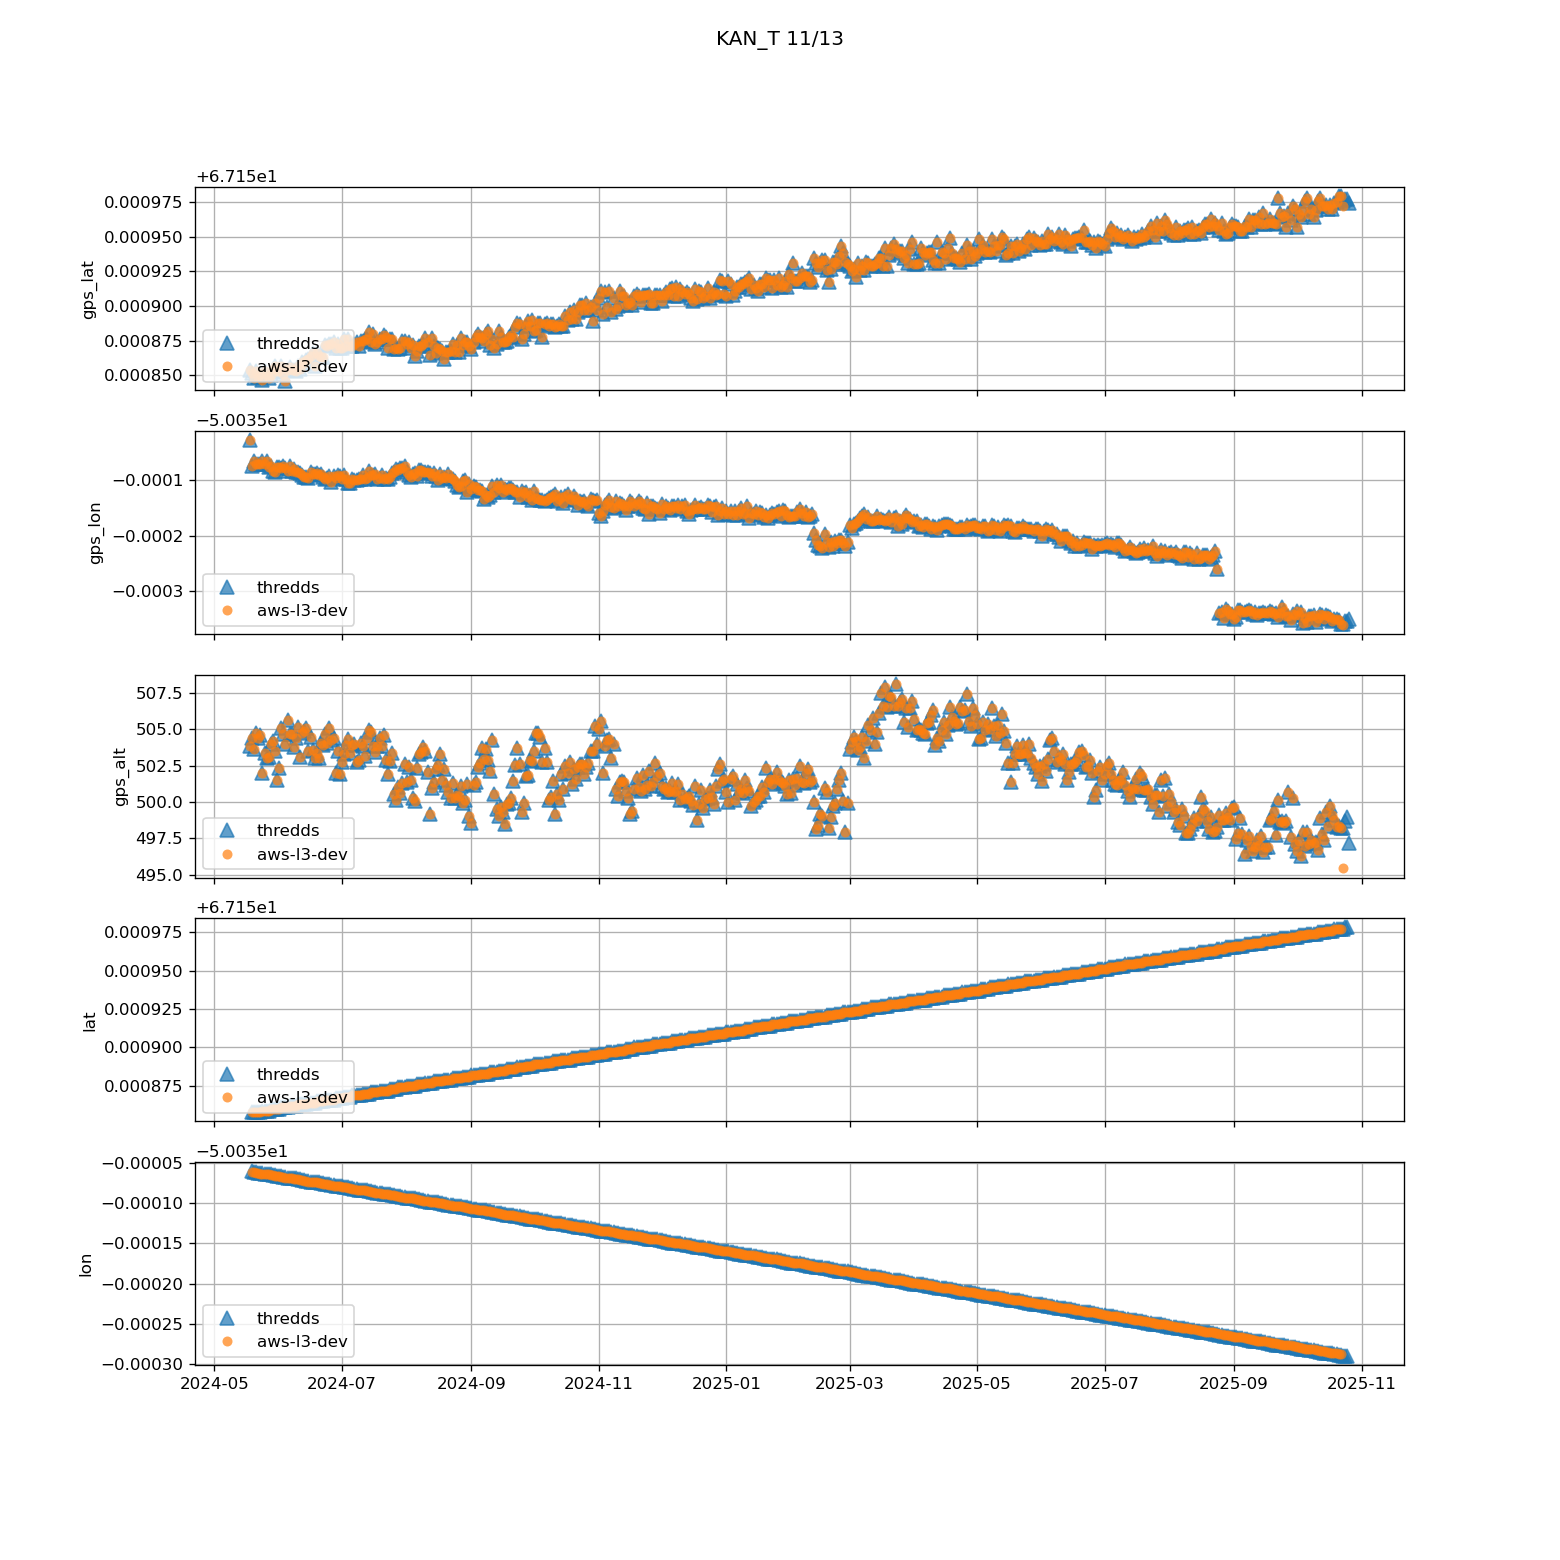 KAN_T 11/13
+6.715e1
0.000975
0.000950
0.000925
0.000900
0.000875
0.000850
gps_lat
thredds
aws-l3-dev
−5.0035e1
−0.0001
−0.0002
−0.0003
gps_lon
thredds
aws-l3-dev
507.5
505.0
502.5
500.0
497.5
495.0
gps_alt
thredds
aws-l3-dev
+6.715e1
0.000975
0.000950
0.000925
0.000900
0.000875
lat
thredds
aws-l3-dev
−5.0035e1
−0.00005
−0.00010
−0.00015
−0.00020
−0.00025
−0.00030
lon
thredds
aws-l3-dev
2024-05 2024-07 2024-09 2024-11 2025-01 2025-03 2025-05 2025-07 2025-09 2025-11